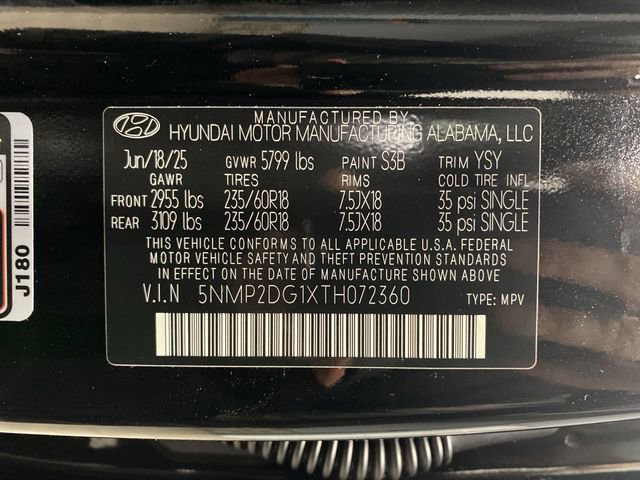 MANUFACTURED BY
HYUNDAI MOTOR MANUFACTURING ALABAMA, LLC
Jun/18/25 GVWR 5799 lbs PAINT S3B TRIM YSY
GAWR TIRES RIMS COLD TIRE INFL
FRONT 2955 lbs 235/60R18 7.5JX18 35 psi SINGLE
REAR 3109 lbs 235/60R18 7.5JX18 35 psi SINGLE
THIS VEHICLE CONFORMS TO ALL APPLICABLE U.S.A. FEDERAL
MOTOR VEHICLE SAFETY AND THEFT PREVENTION STANDARDS
IN EFFECT ON THE DATE OF MANUFACTURE SHOWN ABOVE.
V.I.N 5NMP2DG1XTH072360 TYPE: MPV
J180